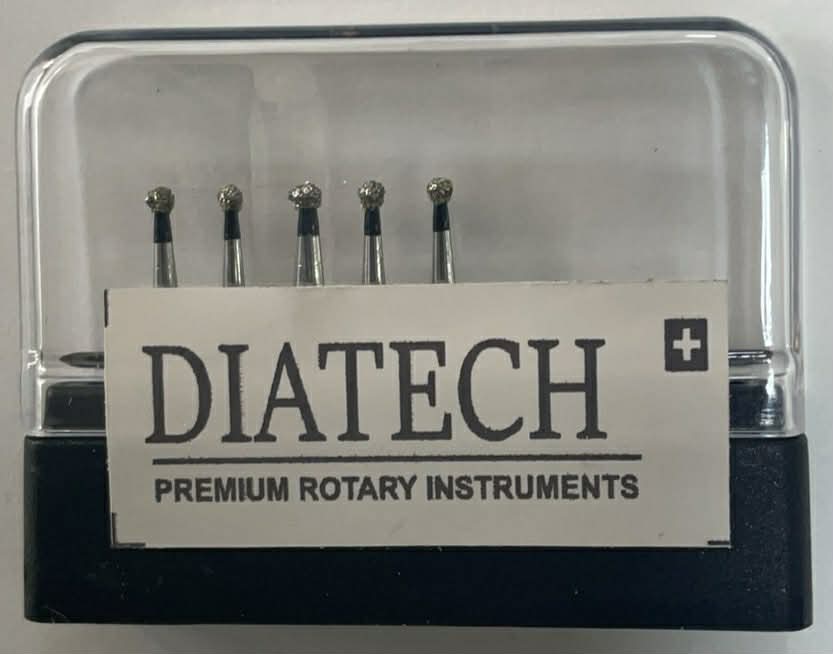 DIATECH
PREMIUM ROTARY INSTRUMENTS